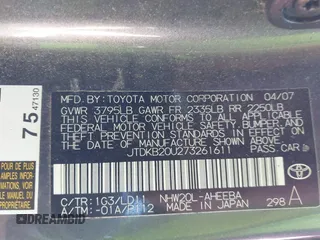 MFD. BY: TOYOTA MOTOR CORPORATION 04/07
GVWR 3795LB GAWR FR 2335LB RR 2250LB
THIS VEHICLE CONFORMS TO ALL APPLICABLE
FEDERAL MOTOR VEHICLE SAFETY, BUMPER, AND
THEFT PREVENTION STANDARDS IN EFFECT ON
THE DATE OF MANUFACTURE SHOWN ABOVE.
JTDKB20U273261611
PASS. CAR
C/TR: 1G3/LD11 NHW20L-AHEEBA
A/TM: -01A/P112 MADE IN JAPAN 298 A
75 47130
TOYOTA